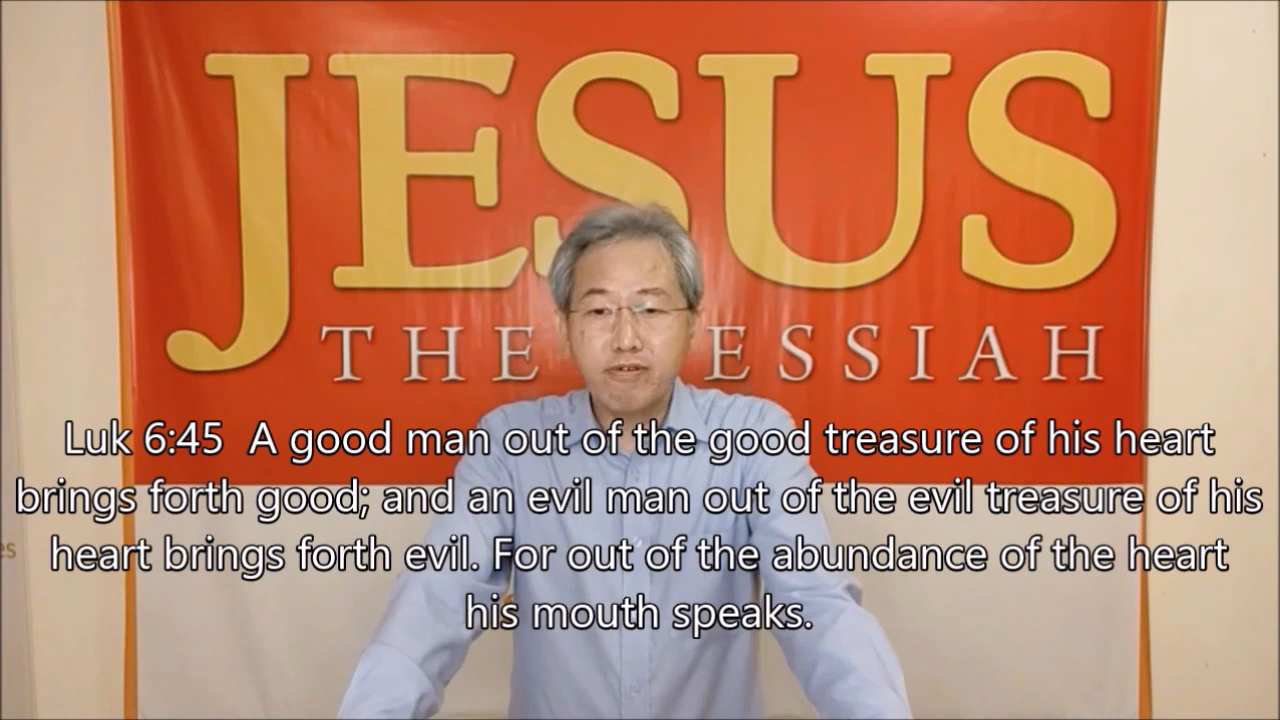 JESUS
THE ESSIAH
Luk 6:45  A good man out of the good treasure of his heart
brings forth good; and an evil man out of the evil treasure of his
heart brings forth evil. For out of the abundance of the heart
his mouth speaks.
es